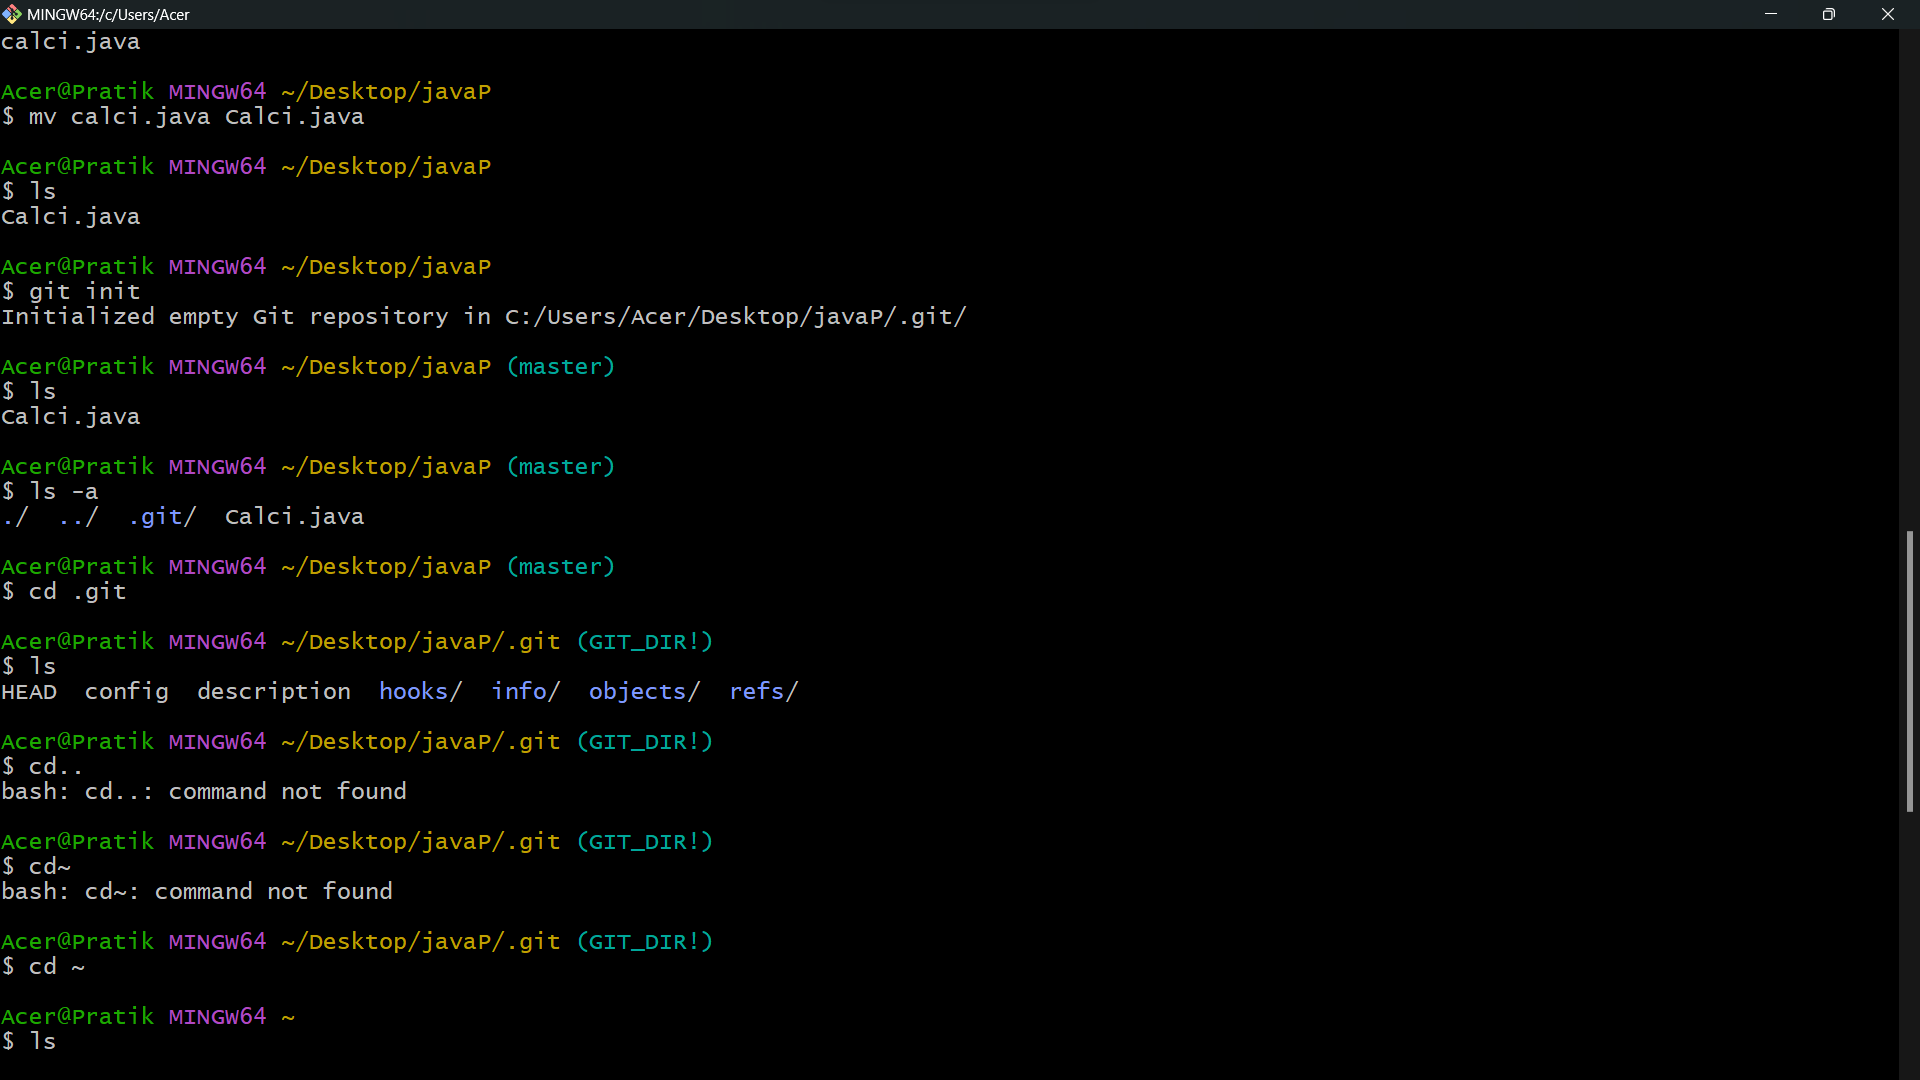 MINGW64:/c/Users/Acer
calci.java
Acer@Pratik MINGW64 ~/Desktop/javaP
$ mv calci.java Calci.java
Acer@Pratik MINGW64 ~/Desktop/javaP
$ ls
Calci.java
Acer@Pratik MINGW64 ~/Desktop/javaP
$ git init
Initialized empty Git repository in C:/Users/Acer/Desktop/javaP/.git/
Acer@Pratik MINGW64 ~/Desktop/javaP (master)
$ ls
Calci.java
Acer@Pratik MINGW64 ~/Desktop/javaP (master)
$ ls -a
./  ../  .git/  Calci.java
Acer@Pratik MINGW64 ~/Desktop/javaP (master)
$ cd .git
Acer@Pratik MINGW64 ~/Desktop/javaP/.git (GIT_DIR!)
$ ls
HEAD  config  description  hooks/  info/  objects/  refs/
Acer@Pratik MINGW64 ~/Desktop/javaP/.git (GIT_DIR!)
$ cd..
bash: cd..: command not found
Acer@Pratik MINGW64 ~/Desktop/javaP/.git (GIT_DIR!)
$ cd~
bash: cd~: command not found
Acer@Pratik MINGW64 ~/Desktop/javaP/.git (GIT_DIR!)
$ cd ~
Acer@Pratik MINGW64 ~
$ ls